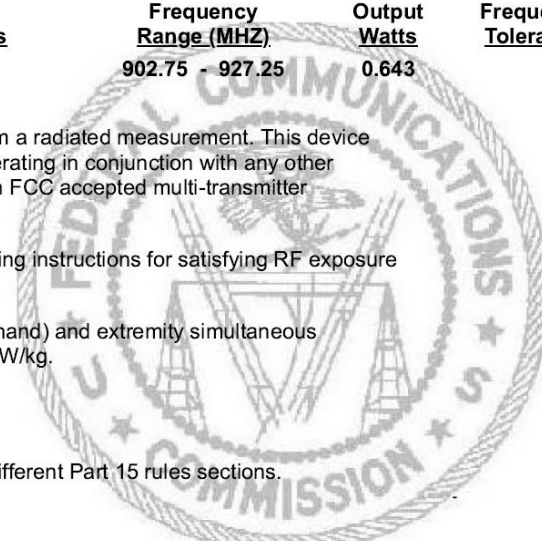 Frequency Output Freque
s Range (MHZ) Watts Tolera
902.75 - 927.25 0.643
m a radiated measurement. This device
erating in conjunction with any other
n FCC accepted multi-transmitter
ing instructions for satisfying RF exposure
hand) and extremity simultaneous
W/kg.
ifferent Part 15 rules sections.
FEDERAL COMMUNICATIONS
COMMISSION
U S